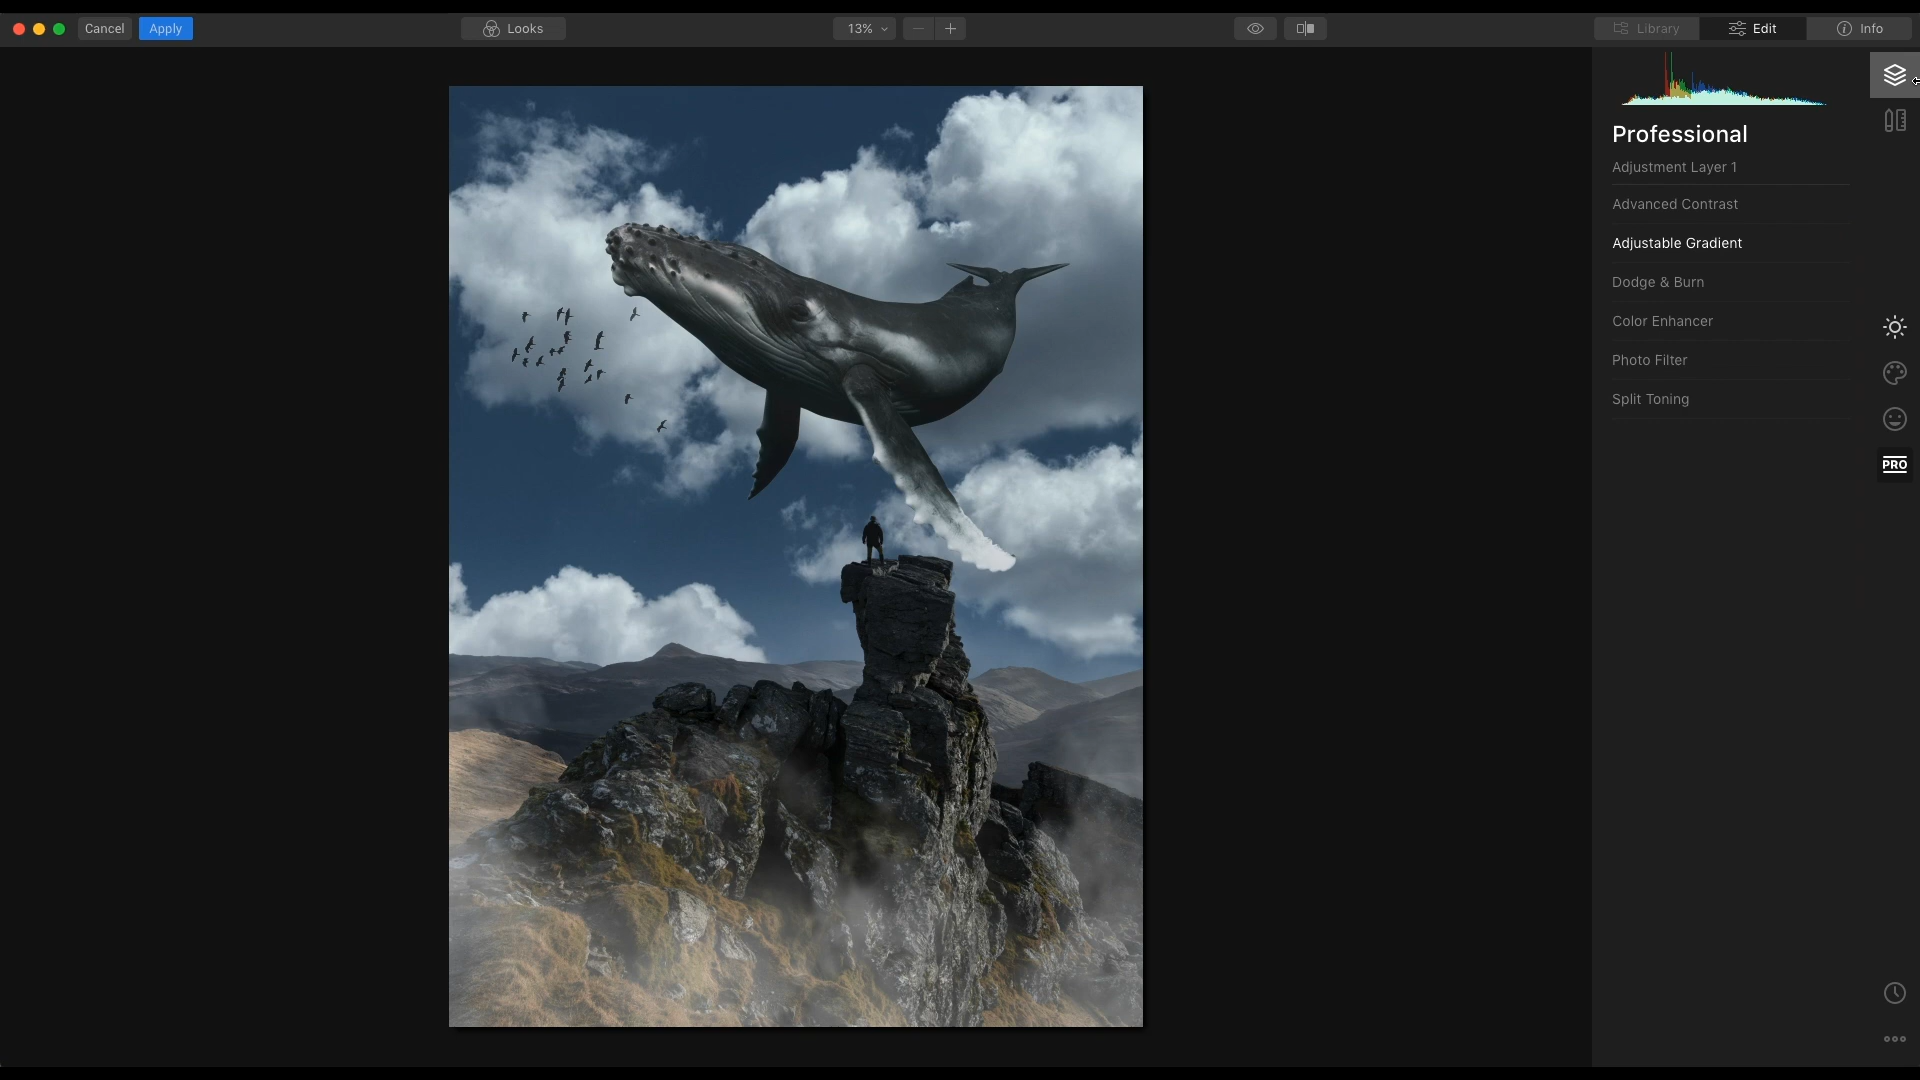 Cancel
Apply
Looks
13%
Library
Edit
Info
Professional
Adjustment Layer 1
Advanced Contrast
Adjustable Gradient
Dodge & Burn
Color Enhancer
Photo Filter
Split Toning
PRO